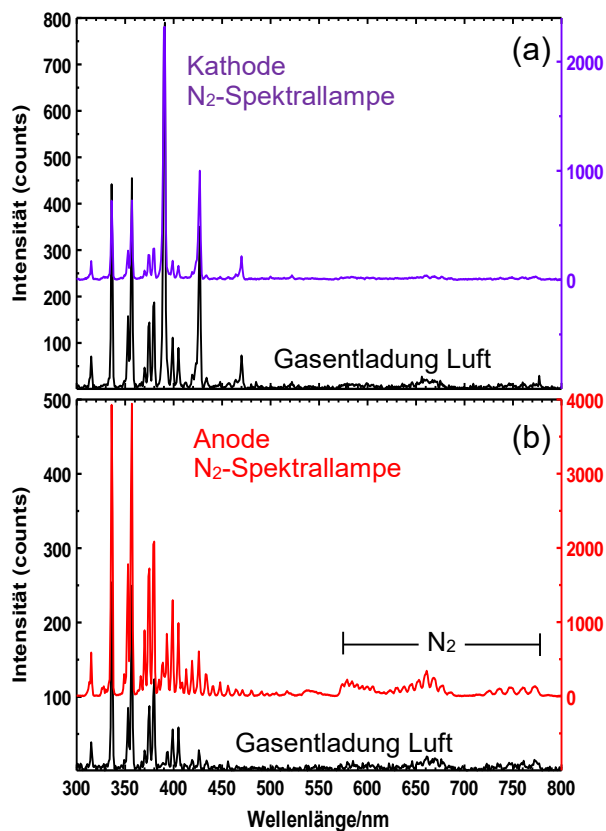 800
700
600
500
400
300
200
100
Intensität (counts)
(a)
Kathode
N₂-Spektrallampe
2000
1000
0
Gasentladung Luft
500
400
300
200
100
0
Intensität (counts)
(b)
Anode
N₂-Spektrallampe
4000
3000
2000
1000
0
N₂
Gasentladung Luft
300 350 400 450 500 550 600 650 700 750 800
Wellenlänge/nm